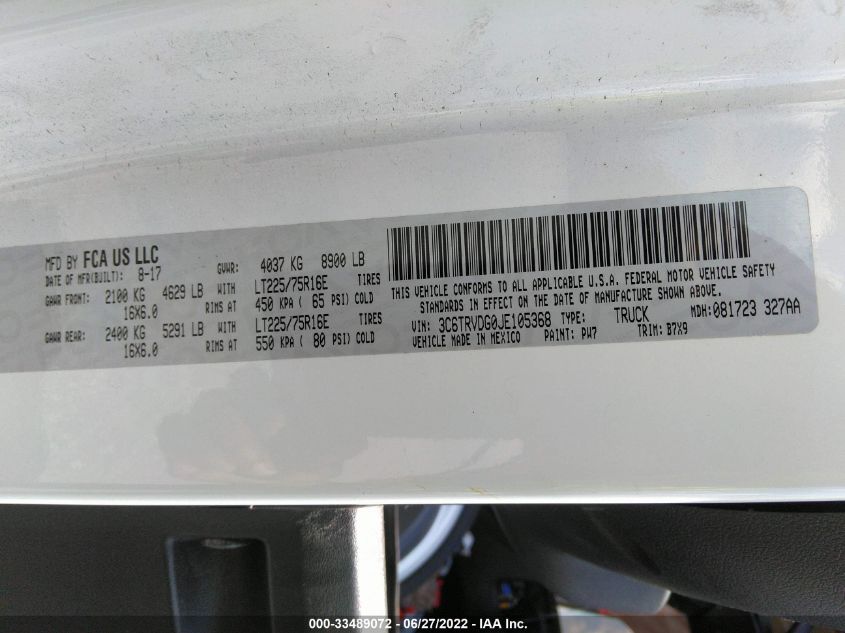 MFD BY FCA US LLC
DATE OF MFR(BUILT): 8-17 GVWR: 4037 KG 8900 LB
GAWR FRONT: 2100 KG 4629 LB WITH LT225/75R16E TIRES
16X6.0 RIMS AT 450 KPA ( 65 PSI) COLD
GAWR REAR: 2400 KG 5291 LB WITH LT225/75R16E TIRES
16X6.0 RIMS AT 550 KPA ( 80 PSI) COLD
THIS VEHICLE CONFORMS TO ALL APPLICABLE U.S.A. FEDERAL MOTOR VEHICLE SAFETY
STANDARDS IN EFFECT ON THE DATE OF MANUFACTURE SHOWN ABOVE.
VIN: 3C6TRVDG0JE105368 TYPE: TRUCK MDH:081723 327AA
VEHICLE MADE IN MEXICO PAINT: PW7 TRIM: B7X9
000-33489072 - 06/27/2022 - IAA Inc.